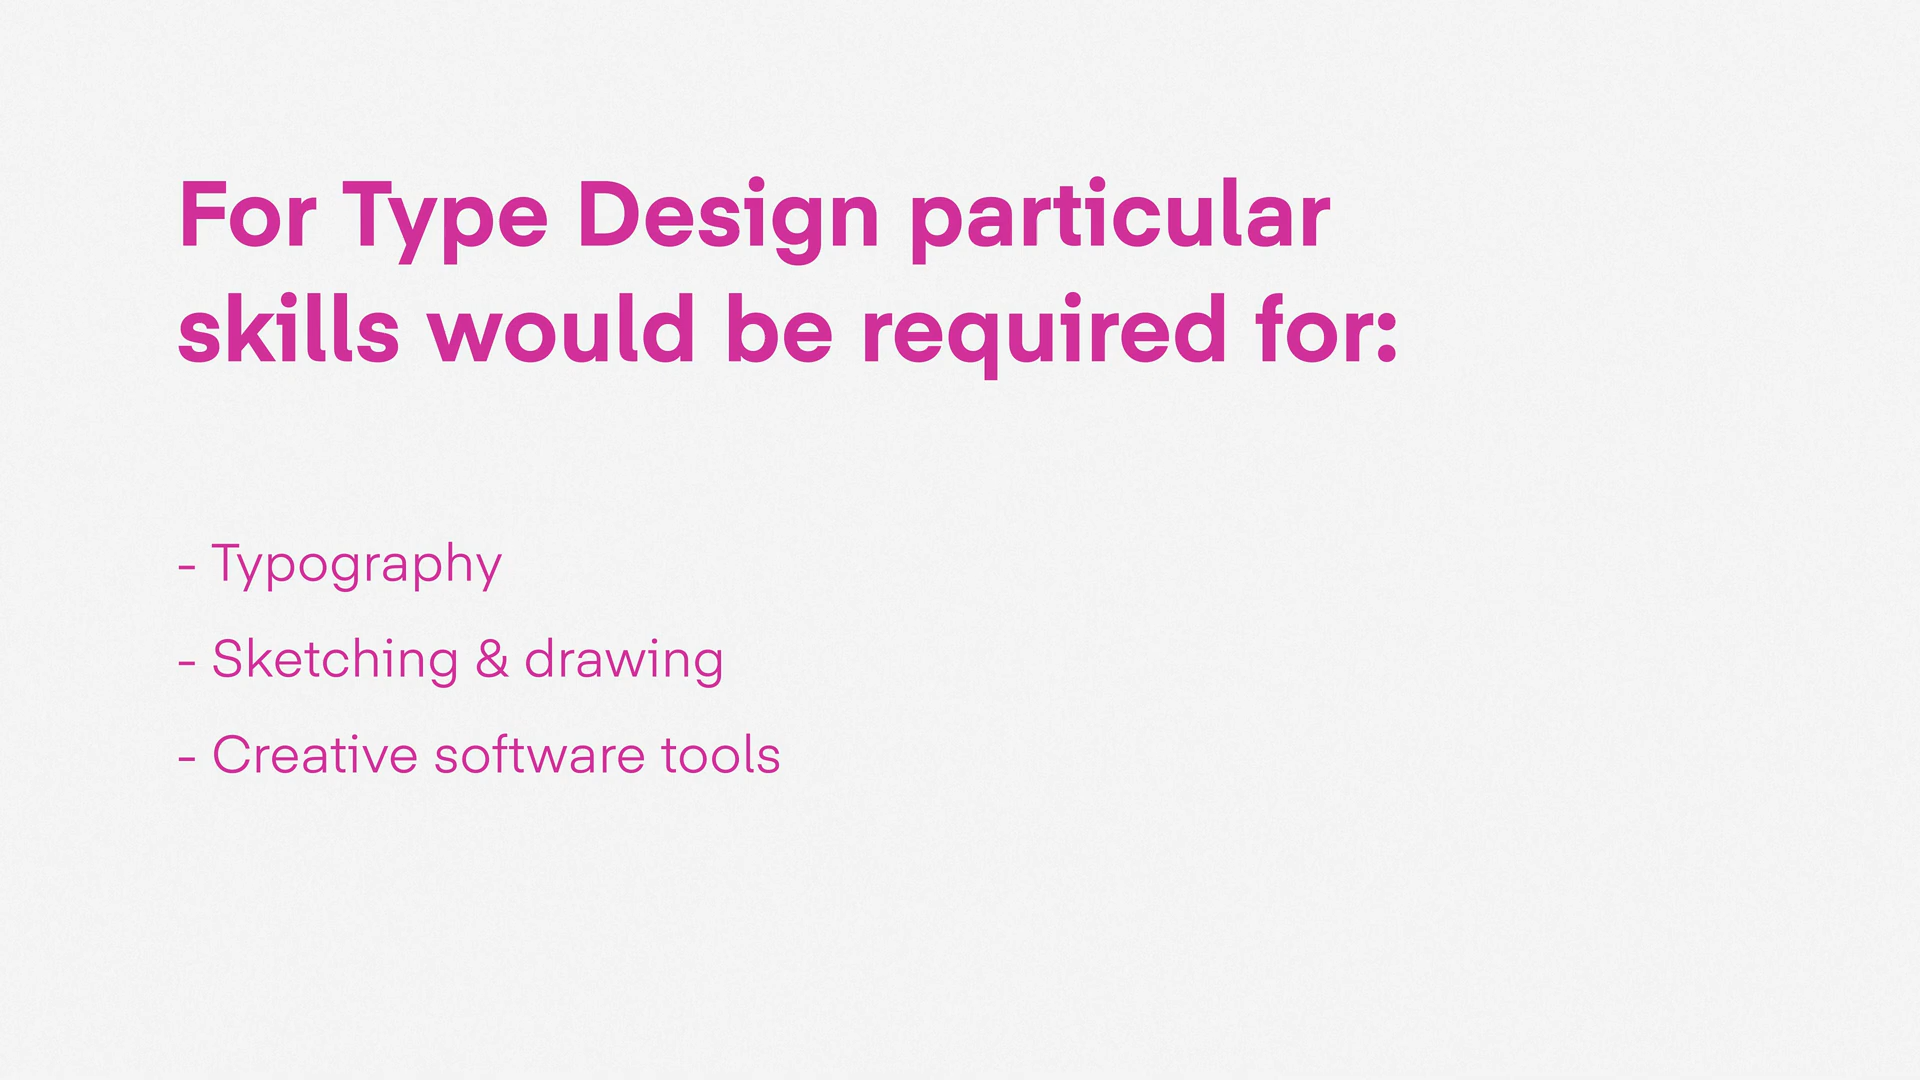 For Type Design particular
skills would be required for:
- Typography
- Sketching & drawing
- Creative software tools